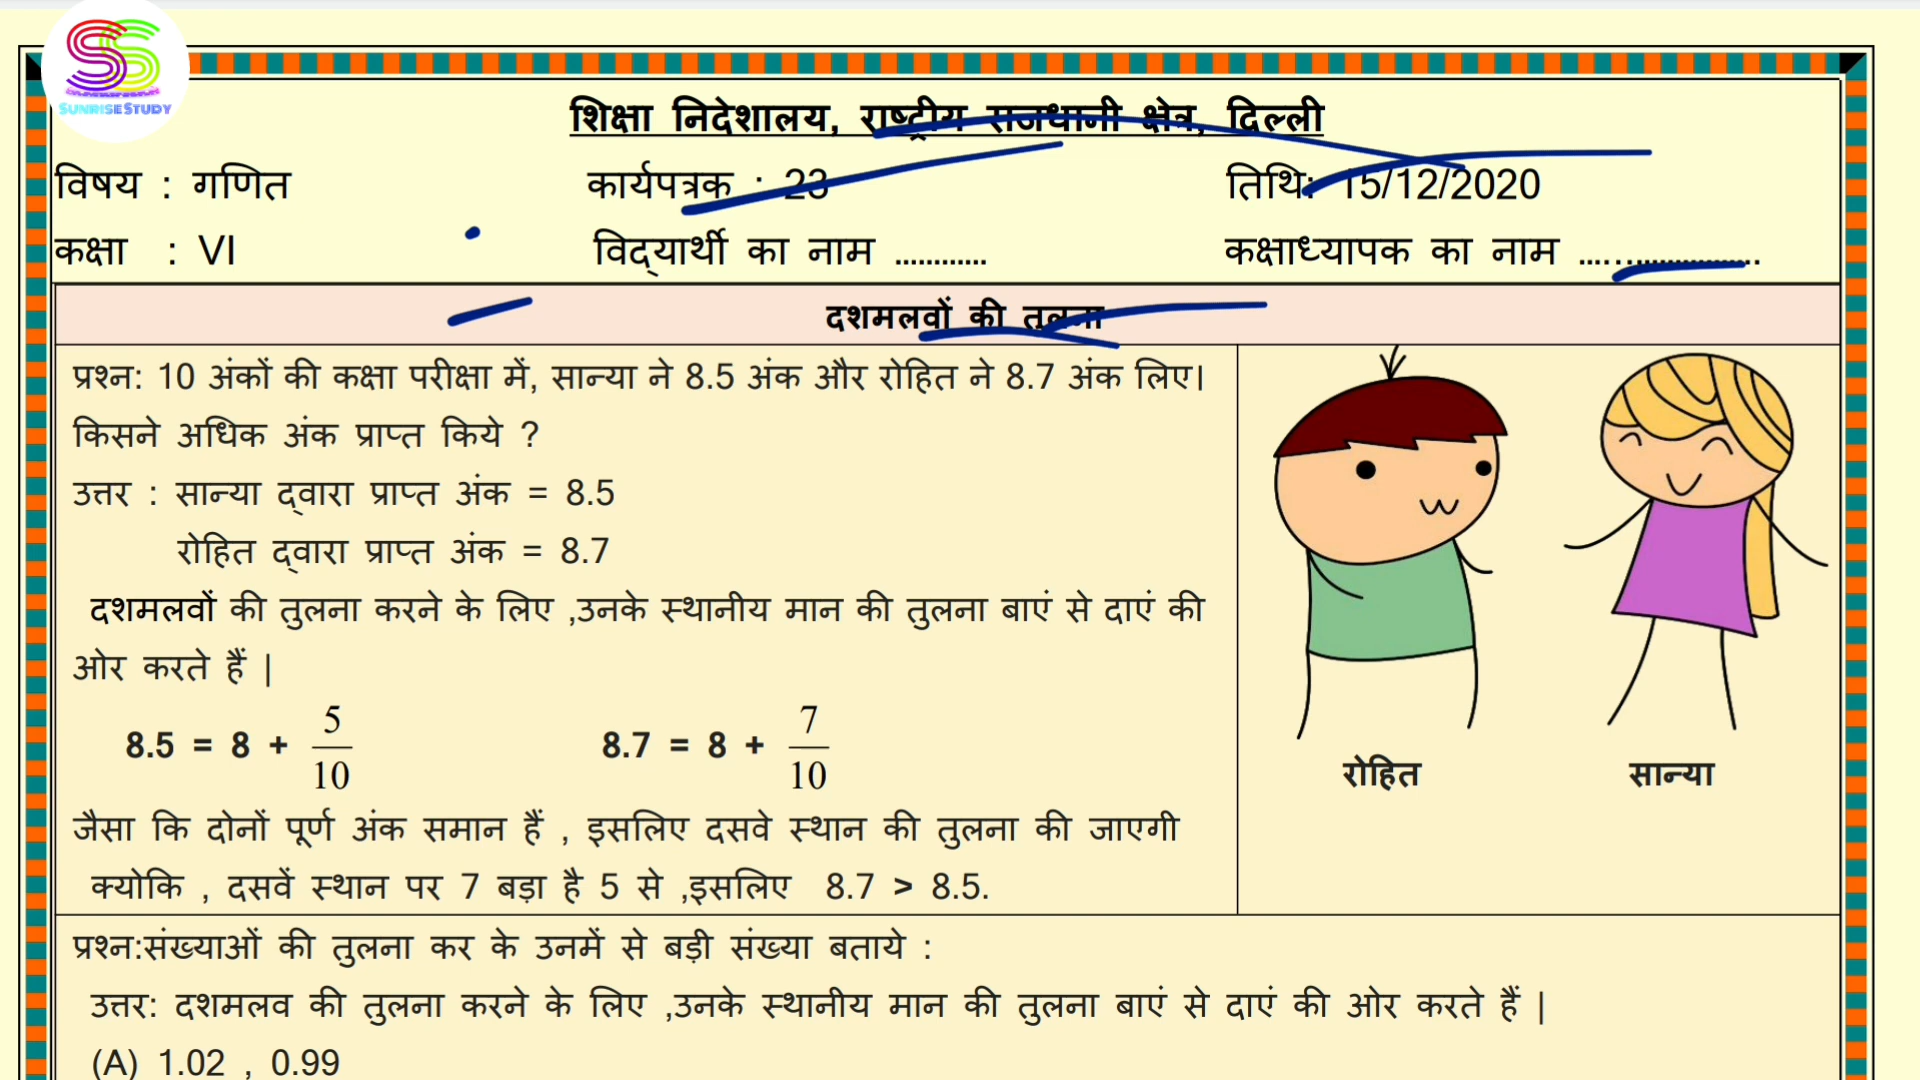 SUNRISESTUDY
शिक्षा निदेशालय, राष्ट्रीय राजधानी क्षेत्र, दिल्ली
विषय : गणित कार्यपत्रक : 23 तिथि: 15/12/2020
कक्षा : VI विद्यार्थी का नाम ............ कक्षाध्यापक का नाम .....................
दशमलवों की तुलना
प्रश्न: 10 अंकों की कक्षा परीक्षा में, सान्या ने 8.5 अंक और रोहित ने 8.7 अंक लिए।
किसने अधिक अंक प्राप्त किये ?
उत्तर : सान्या द्वारा प्राप्त अंक = 8.5
रोहित द्वारा प्राप्त अंक = 8.7
दशमलवों की तुलना करने के लिए ,उनके स्थानीय मान की तुलना बाएं से दाएं की
ओर करते हैं |
8.5 = 8 + 5/10 8.7 = 8 + 7/10
जैसा कि दोनों पूर्ण अंक समान हैं , इसलिए दसवे स्थान की तुलना की जाएगी
क्योकि , दसवें स्थान पर 7 बड़ा है 5 से ,इसलिए 8.7 > 8.5.
रोहित सान्या
प्रश्न:संख्याओं की तुलना कर के उनमें से बड़ी संख्या बताये :
उत्तर: दशमलव की तुलना करने के लिए ,उनके स्थानीय मान की तुलना बाएं से दाएं की ओर करते हैं |
(A) 1.02 , 0.99